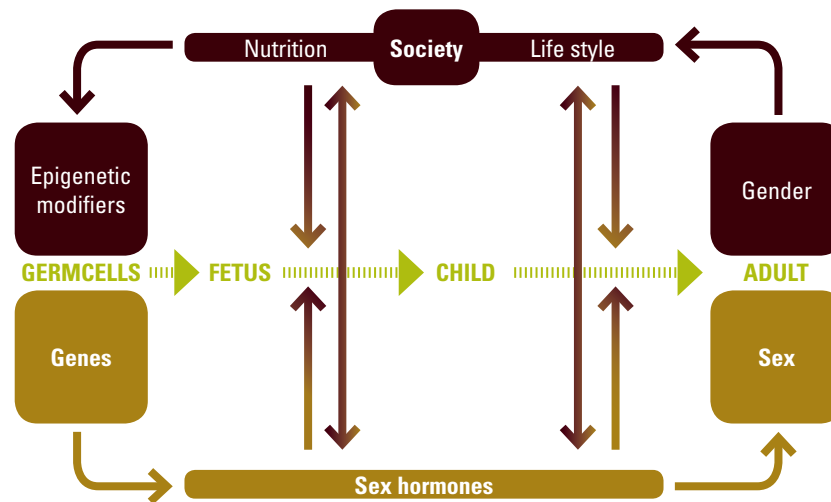 Nutrition Society Life style
Epigenetic
modifiers
Gender
GERMCELLS FETUS CHILD ADULT
Genes
Sex
Sex hormones